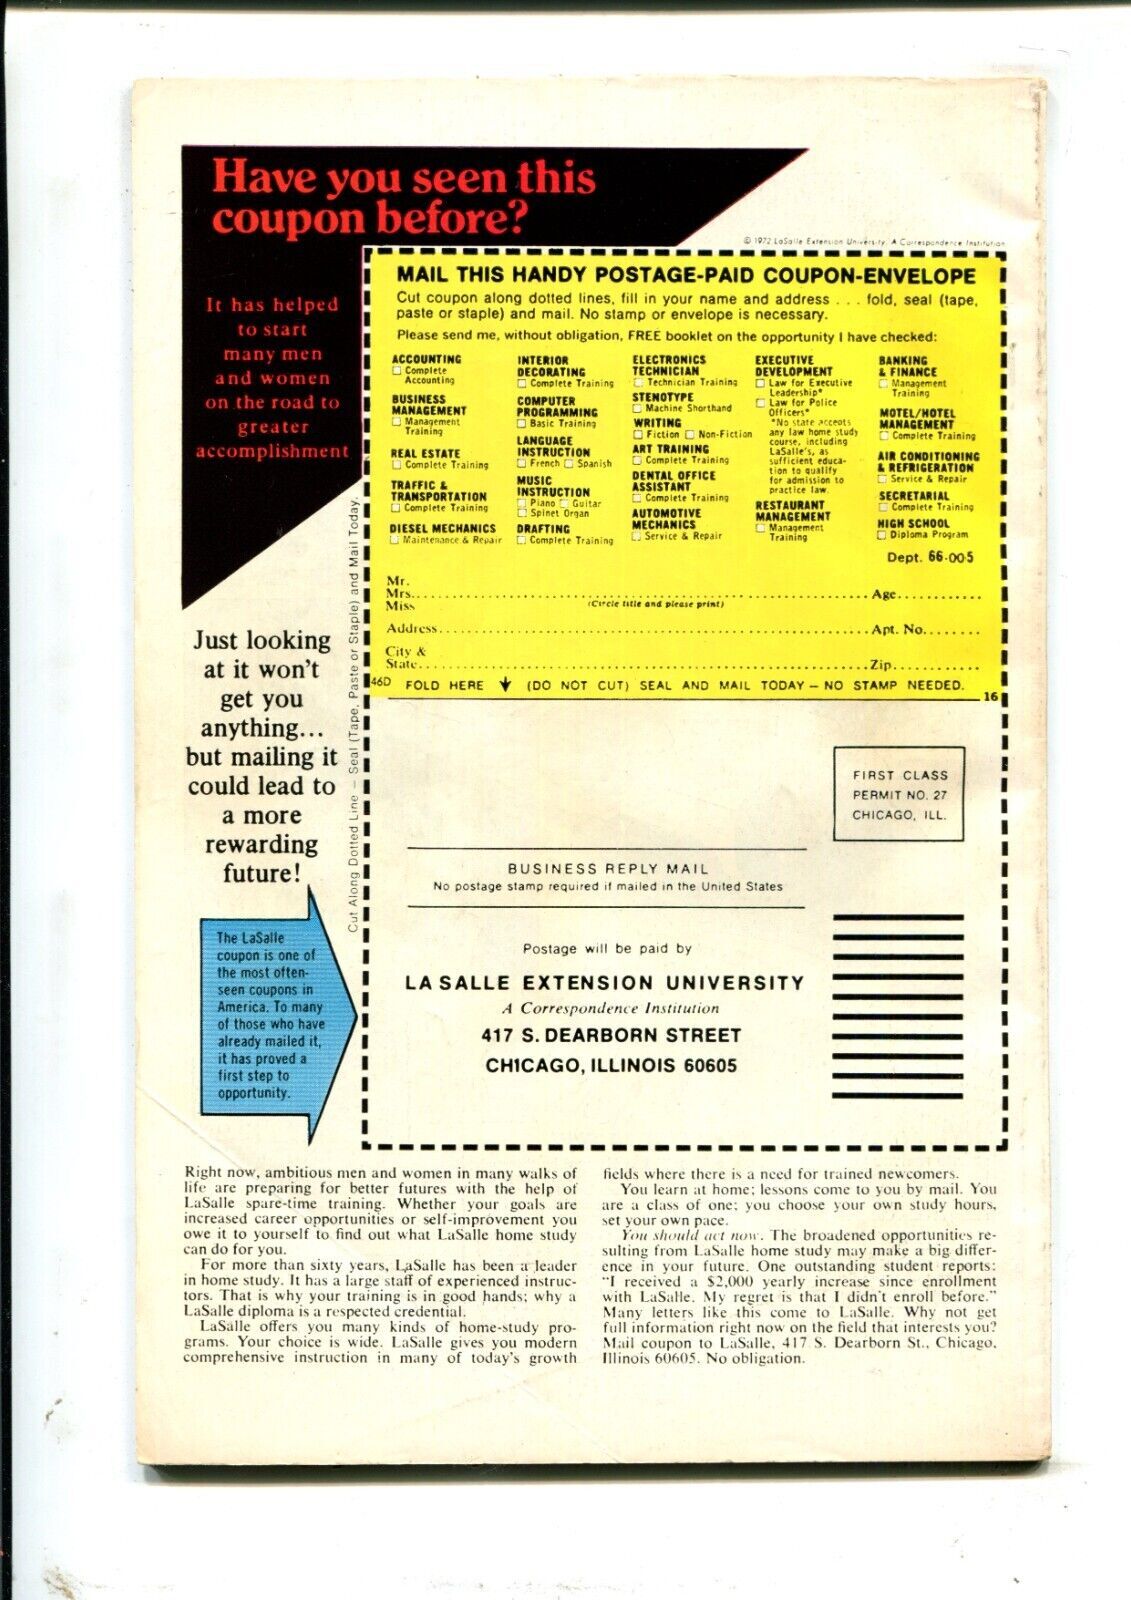 Have you seen this
coupon before?
It has helped
to start
many men
and women
on the road to
greater
accomplishment
© 1972 LaSalle Extension University, A Correspondence Institution
MAIL THIS HANDY POSTAGE-PAID COUPON-ENVELOPE
Cut coupon along dotted lines, fill in your name and address . . . fold, seal (tape,
paste or staple) and mail. No stamp or envelope is necessary.
Please send me, without obligation, FREE booklet on the opportunity I have checked:
ACCOUNTING
Complete
Accounting
BUSINESS
MANAGEMENT
Management
Training
REAL ESTATE
Complete Training
TRAFFIC &
TRANSPORTATION
Complete Training
DIESEL MECHANICS
Maintenance & Repair
INTERIOR
DECORATING
Complete Training
COMPUTER
PROGRAMMING
Basic Training
LANGUAGE
INSTRUCTION
French Spanish
MUSIC
INSTRUCTION
Piano Guitar
Spinet Organ
DRAFTING
Complete Training
ELECTRONICS
TECHNICIAN
Technician Training
STENOTYPE
Machine Shorthand
WRITING
Fiction Non-Fiction
ART TRAINING
Complete Training
DENTAL OFFICE
ASSISTANT
Complete Training
AUTOMOTIVE
MECHANICS
Service & Repair
EXECUTIVE
DEVELOPMENT
Law for Executive
Leadership*
Law for Police
Officers*
*No state accepts
any law home study
course, including
LaSalle's, as
sufficient educa-
tion to qualify
for admission to
practice law.
RESTAURANT
MANAGEMENT
Management
Training
BANKING
& FINANCE
Management
Training
MOTEL/HOTEL
MANAGEMENT
Complete Training
AIR CONDITIONING
& REFRIGERATION
Service & Repair
SECRETARIAL
Complete Training
HIGH SCHOOL
Diploma Program
Dept. 66-005
Mr.
Mrs. Age
Miss (Circle title and please print)
Address Apt. No.
City &
State Zip
46D FOLD HERE (DO NOT CUT) SEAL AND MAIL TODAY – NO STAMP NEEDED.
16
Cut Along Dotted Line – Seal (Tape, Paste or Staple) and Mail Today.
Just looking
at it won't
get you
anything...
but mailing it
could lead to
a more
rewarding
future!
FIRST CLASS
PERMIT NO. 27
CHICAGO, ILL.
BUSINESS REPLY MAIL
No postage stamp required if mailed in the United States
Postage will be paid by
LA SALLE EXTENSION UNIVERSITY
A Correspondence Institution
417 S. DEARBORN STREET
CHICAGO, ILLINOIS 60605
The LaSalle
coupon is one of
the most often-
seen coupons in
America. To many
of those who have
already mailed it,
it has proved a
first step to
opportunity.
Right now, ambitious men and women in many walks of
life are preparing for better futures with the help of
LaSalle spare-time training. Whether your goals are
increased career opportunities or self-improvement you
owe it to yourself to find out what LaSalle home study
can do for you.
For more than sixty years, LaSalle has been a leader
in home study. It has a large staff of experienced instruc-
tors. That is why your training is in good hands; why a
LaSalle diploma is a respected credential.
LaSalle offers you many kinds of home-study pro-
grams. Your choice is wide. LaSalle gives you modern
comprehensive instruction in many of today's growth
fields where there is a need for trained newcomers.
You learn at home; lessons come to you by mail. You
are a class of one; you choose your own study hours,
set your own pace.
You should act now. The broadened opportunities re-
sulting from LaSalle home study may make a big differ-
ence in your future. One outstanding student reports:
"I received a $2,000 yearly increase since enrollment
with LaSalle. My regret is that I didn't enroll before."
Many letters like this come to LaSalle. Why not get
full information right now on the field that interests you?
Mail coupon to LaSalle, 417 S. Dearborn St., Chicago,
Illinois 60605. No obligation.